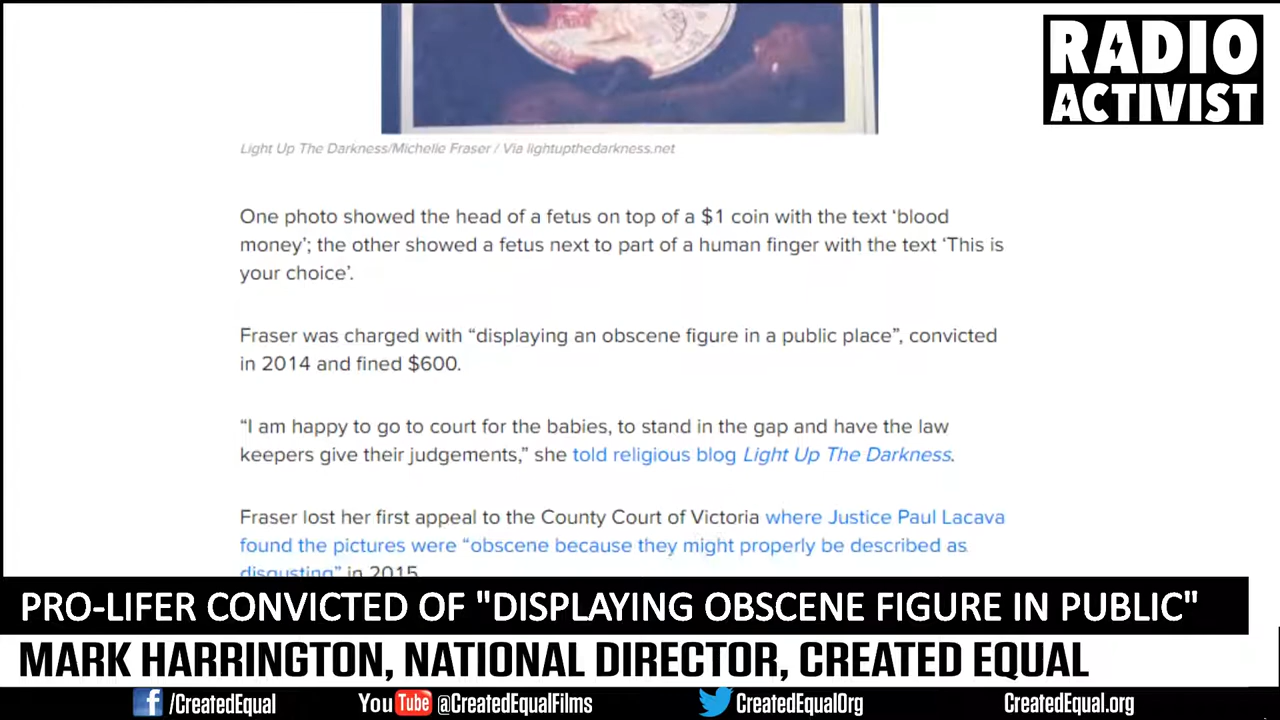 RADIO
ACTIVIST
Light Up The Darkness/Michelle Fraser / Via lightupthedarkness.net
One photo showed the head of a fetus on top of a $1 coin with the text ‘blood
money’; the other showed a fetus next to part of a human finger with the text ‘This is
your choice’.
Fraser was charged with “displaying an obscene figure in a public place”, convicted
in 2014 and fined $600.
“I am happy to go to court for the babies, to stand in the gap and have the law
keepers give their judgements,” she told religious blog Light Up The Darkness.
Fraser lost her first appeal to the County Court of Victoria where Justice Paul Lacava
found the pictures were “obscene because they might properly be described as
disgusting” in 2015.
PRO-LIFER CONVICTED OF "DISPLAYING OBSCENE FIGURE IN PUBLIC"
MARK HARRINGTON, NATIONAL DIRECTOR, CREATED EQUAL
f /CreatedEqual YouTube @CreatedEqualFilms CreatedEqualOrg CreatedEqual.org